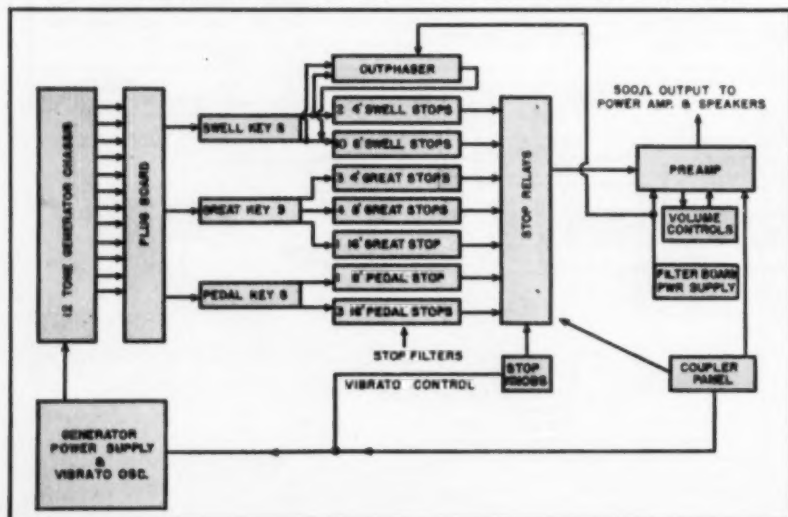 OUTPHASER
500Ω OUTPUT TO
POWER AMP. & SPEAKERS
12 TONE GENERATOR CHASSIS
PLUG BOARD
SWELL KEY S
2 4' SWELL STOPS
10 8' SWELL STOPS
GREAT KEY S
3 4' GREAT STOPS
4 8' GREAT STOPS
1 16' GREAT STOP
PEDAL KEY S
1 8' PEDAL STOP
3 16' PEDAL STOPS
STOP FILTERS
STOP RELAYS
PREAMP
VOLUME
CONTROLS
FILTER BOARD
PWR SUPPLY
VIBRATO CONTROL
STOP
KNOBS
COUPLER
PANEL
GENERATOR
POWER SUPPLY
&
VIBRATO OSC.